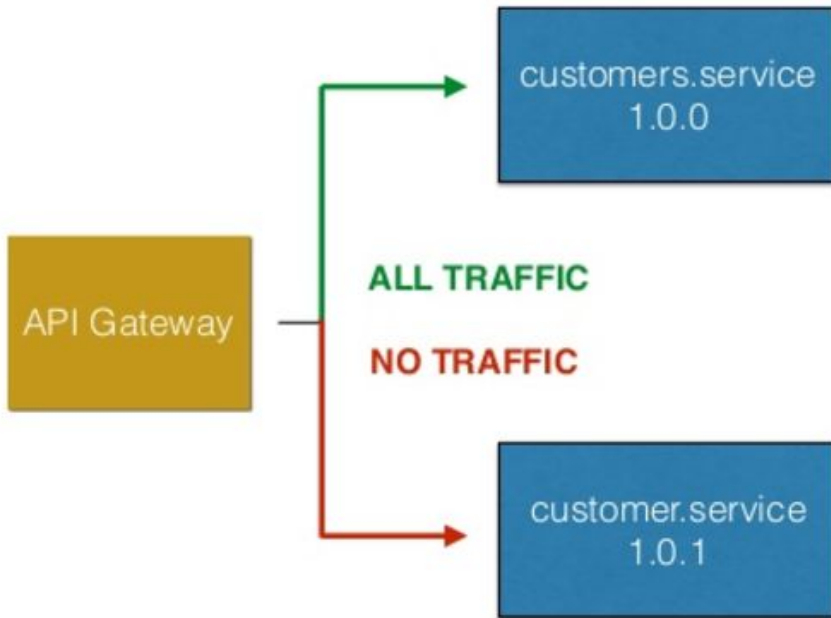 customers.service
1.0.0
ALL TRAFFIC
API Gateway
NO TRAFFIC
customer.service
1.0.1